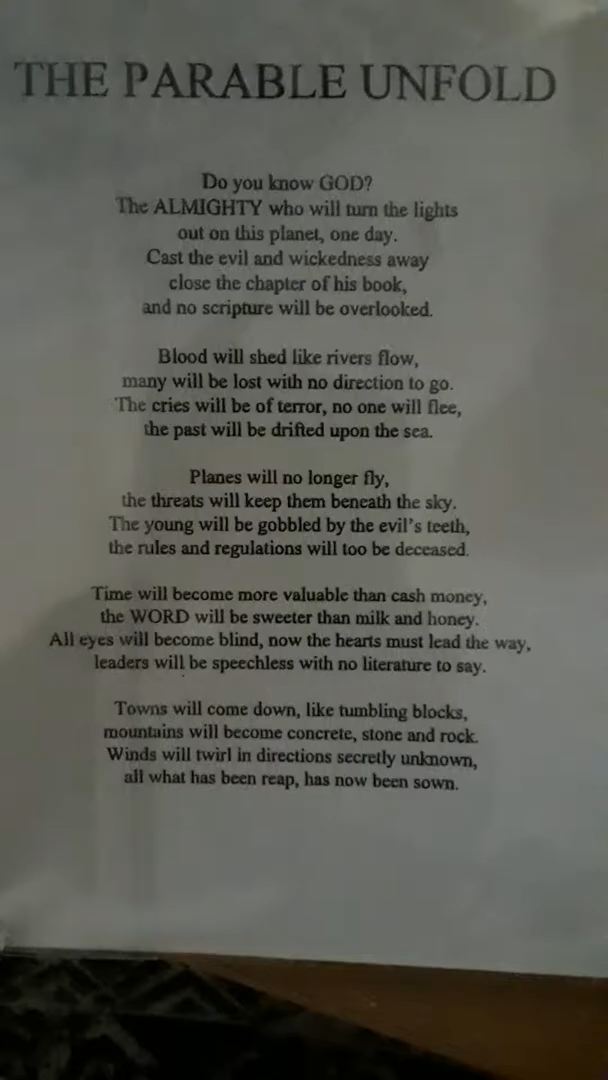 THE PARABLE UNFOLD
Do you know GOD?
The ALMIGHTY who will turn the lights
out on this planet, one day.
Cast the evil and wickedness away
close the chapter of his book,
and no scripture will be overlooked.
Blood will shed like rivers flow,
many will be lost with no direction to go.
The cries will be of terror, no one will flee,
the past will be drifted upon the sea.
Planes will no longer fly,
the threats will keep them beneath the sky.
The young will be gobbled by the evil's teeth,
the rules and regulations will too be deceased.
Time will become more valuable than cash money,
the WORD will be sweeter than milk and honey.
All eyes will become blind, now the hearts must lead the way,
leaders will be speechless with no literature to say.
Towns will come down, like tumbling blocks,
mountains will become concrete, stone and rock.
Winds will twirl in directions secretly unknown,
all what has been reap, has now been sown.